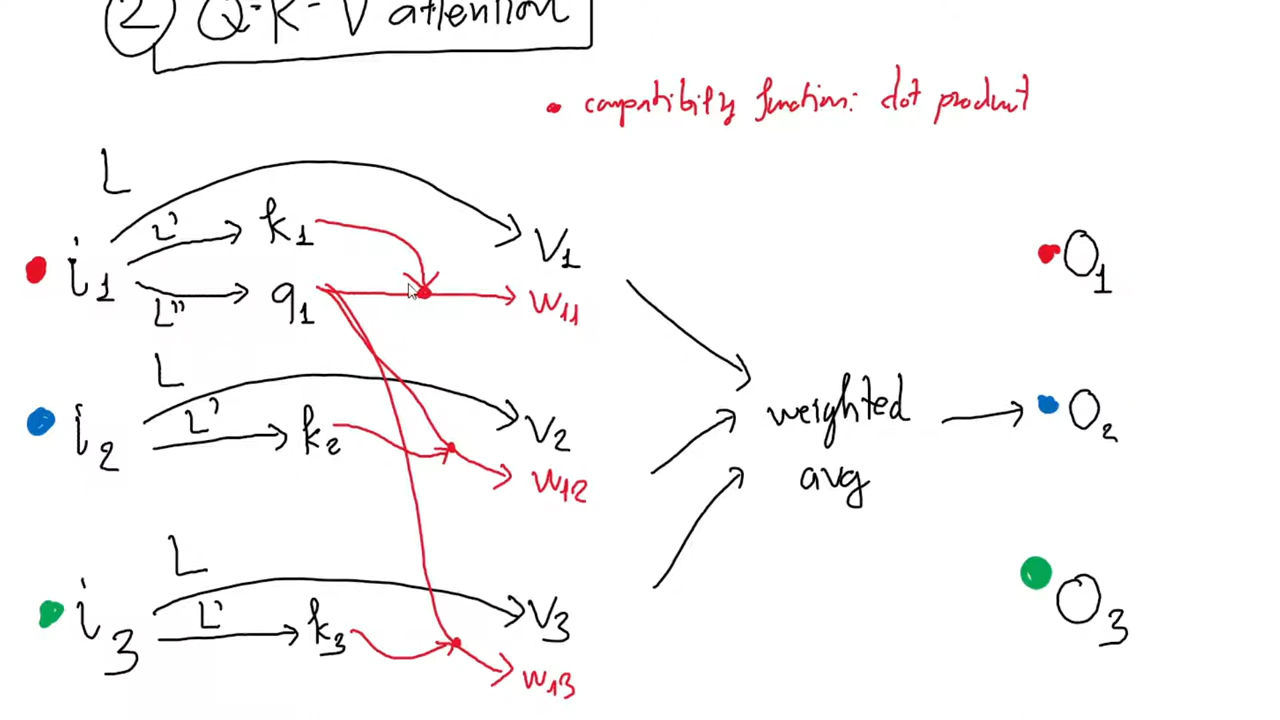 2 Q-K-V attention
• compatibility function: dot product
L
i1 L' k1 V1
L'' q1 w11
O1
L
i2 L' k2 V2
w12
weighted
avg
O2
L
i3 L' k3 V3
w13
O3